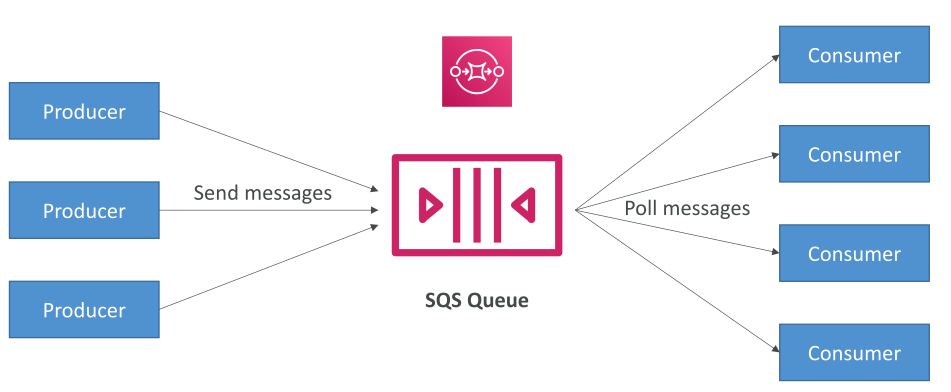 Producer
Producer
Producer
Send messages
SQS Queue
Poll messages
Consumer
Consumer
Consumer
Consumer